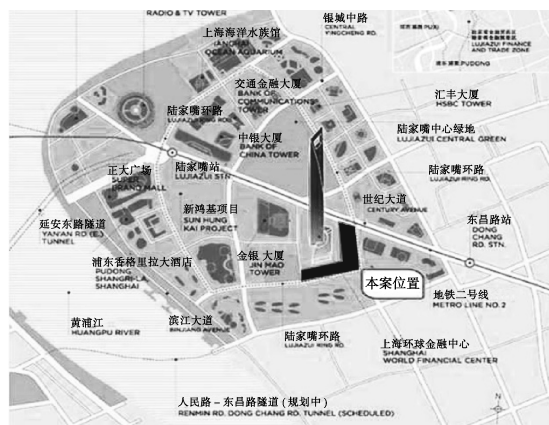 RADIO & TV TOWER
银城中路
CENTRAL
YINGCHENG RD.
上海海洋水族馆
OCEAN AQUARIUM
交通金融大厦
BANK OF
COMMUNICATIONS
TOWER
汇丰大厦
HSBC TOWER
陆家嘴环路
LUJIAZUI RING RD.
中银大厦
BANK OF
CHINA TOWER
陆家嘴中心绿地
LUJIAZUI CENTRAL GREEN
陆家嘴站
LUJIAZUI STN
陆家嘴环路
LUJIAZUI RING RD.
正大广场
SUPER
BRAND MALL
世纪大道
CENTURY AVENUE
新鸿基项目
SUN HUNG
KAI PROJECT
延安东路隧道
YAN'AN RD (E.)
TUNNEL
东昌路站
DONG
CHANG
RD. STN.
浦东香格里拉大酒店
PUDONG
SHANGRI-LA
SHANGHAI
金银 大厦
JIN MAO
TOWER
本案位置
地铁二号线
METRO LINE NO. 2
黄浦江
HUANGPU RIVER
滨江大道
BINJIANG AVENUE
陆家嘴环路
LUJIAZUI RING RD.
上海环球金融中心
SHANGHAI
WORLD FINANCIAL CENTER
人民路－东昌路隧道 (规划中)
RENMIN RD. DONG CHANG RD. TUNNEL (SCHEDULED)
LUJIAZUI FINANCE
AND TRADE ZONE
N